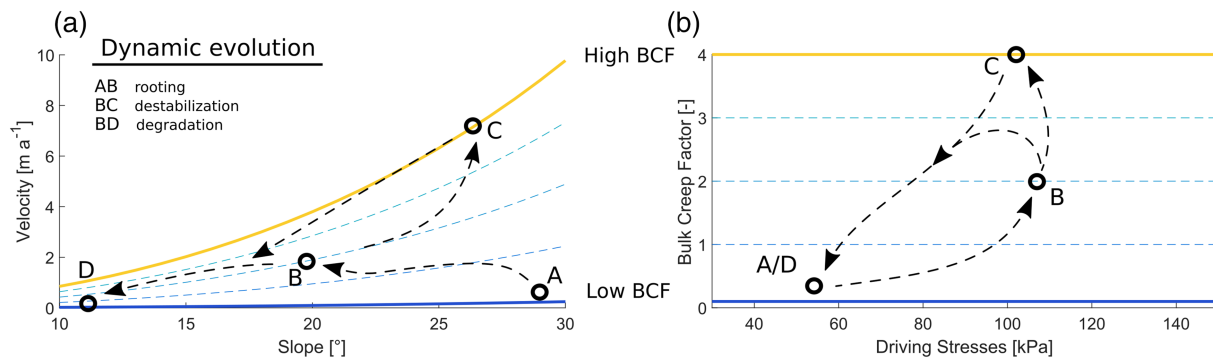 (a)
Dynamic evolution
AB rooting
BC destabilization
BD degradation
Velocity [m a⁻¹]
10
8
6
4
2
0
10
15
20
25
30
Slope [°]
A
B
C
D
High BCF
Low BCF
(b)
Bulk Creep Factor [-]
4
3
2
1
0
40
60
80
100
120
140
Driving Stresses [kPa]
C
B
A/D